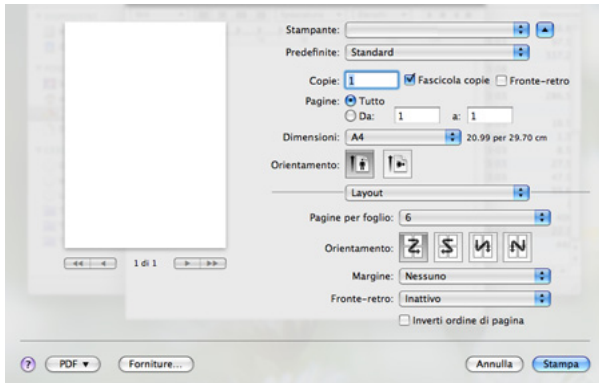 Stampante:
Predefinite: Standard
Copie: 1 Fascicola copie Fronte-retro
Pagine: Tutto
Da: 1 a: 1
Dimensioni: A4 20.99 per 29.70 cm
Orientamento:
Layout
Pagine per foglio: 6
Orientamento:
Margine: Nessuno
Fronte-retro: Inattivo
Inverti ordine di pagina
1 di 1
? PDF ▼ Forniture... Annulla Stampa